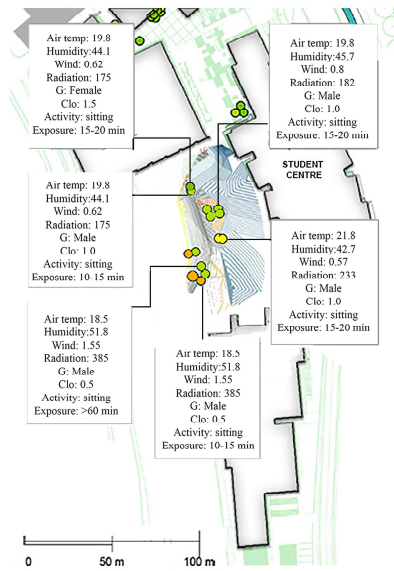 Air temp: 19.8
Humidity:44.1
Wind: 0.62
Radiation: 175
G: Female
Clo: 1.5
Activity: sitting
Exposure: 15-20 min
Air temp: 19.8
Humidity:45.7
Wind: 0.8
Radiation: 182
G: Male
Clo: 1.0
Activity: sitting
Exposure: 15-20 min
STUDENT
CENTRE
Air temp: 19.8
Humidity:44.1
Wind: 0.62
Radiation: 175
G: Male
Clo: 1.0
Activity: sitting
Exposure: 10-15 min
Air temp: 21.8
Humidity:42.7
Wind: 0.57
Radiation: 233
G: Male
Clo: 1.0
Activity: sitting
Exposure: 15-20 min
Air temp: 18.5
Humidity:51.8
Wind: 1.55
Radiation: 385
G: Male
Clo: 0.5
Activity: sitting
Exposure: >60 min
Air temp: 18.5
Humidity:51.8
Wind: 1.55
Radiation: 385
G: Male
Clo: 0.5
Activity: sitting
Exposure: 10-15 min
0 50 m 100 m